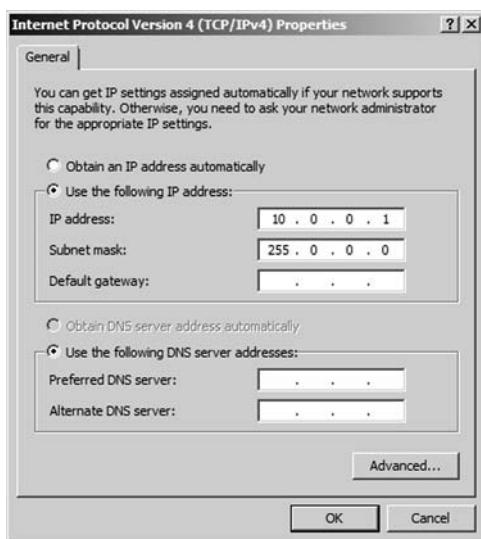 Internet Protocol Version 4 (TCP/IPv4) Properties
General
You can get IP settings assigned automatically if your network supports
this capability. Otherwise, you need to ask your network administrator
for the appropriate IP settings.
Obtain an IP address automatically
Use the following IP address:
IP address: 10 . 0 . 0 . 1
Subnet mask: 255 . 0 . 0 . 0
Default gateway: . . .
Obtain DNS server address automatically
Use the following DNS server addresses:
Preferred DNS server: . . .
Alternate DNS server: . . .
Advanced...
OK Cancel